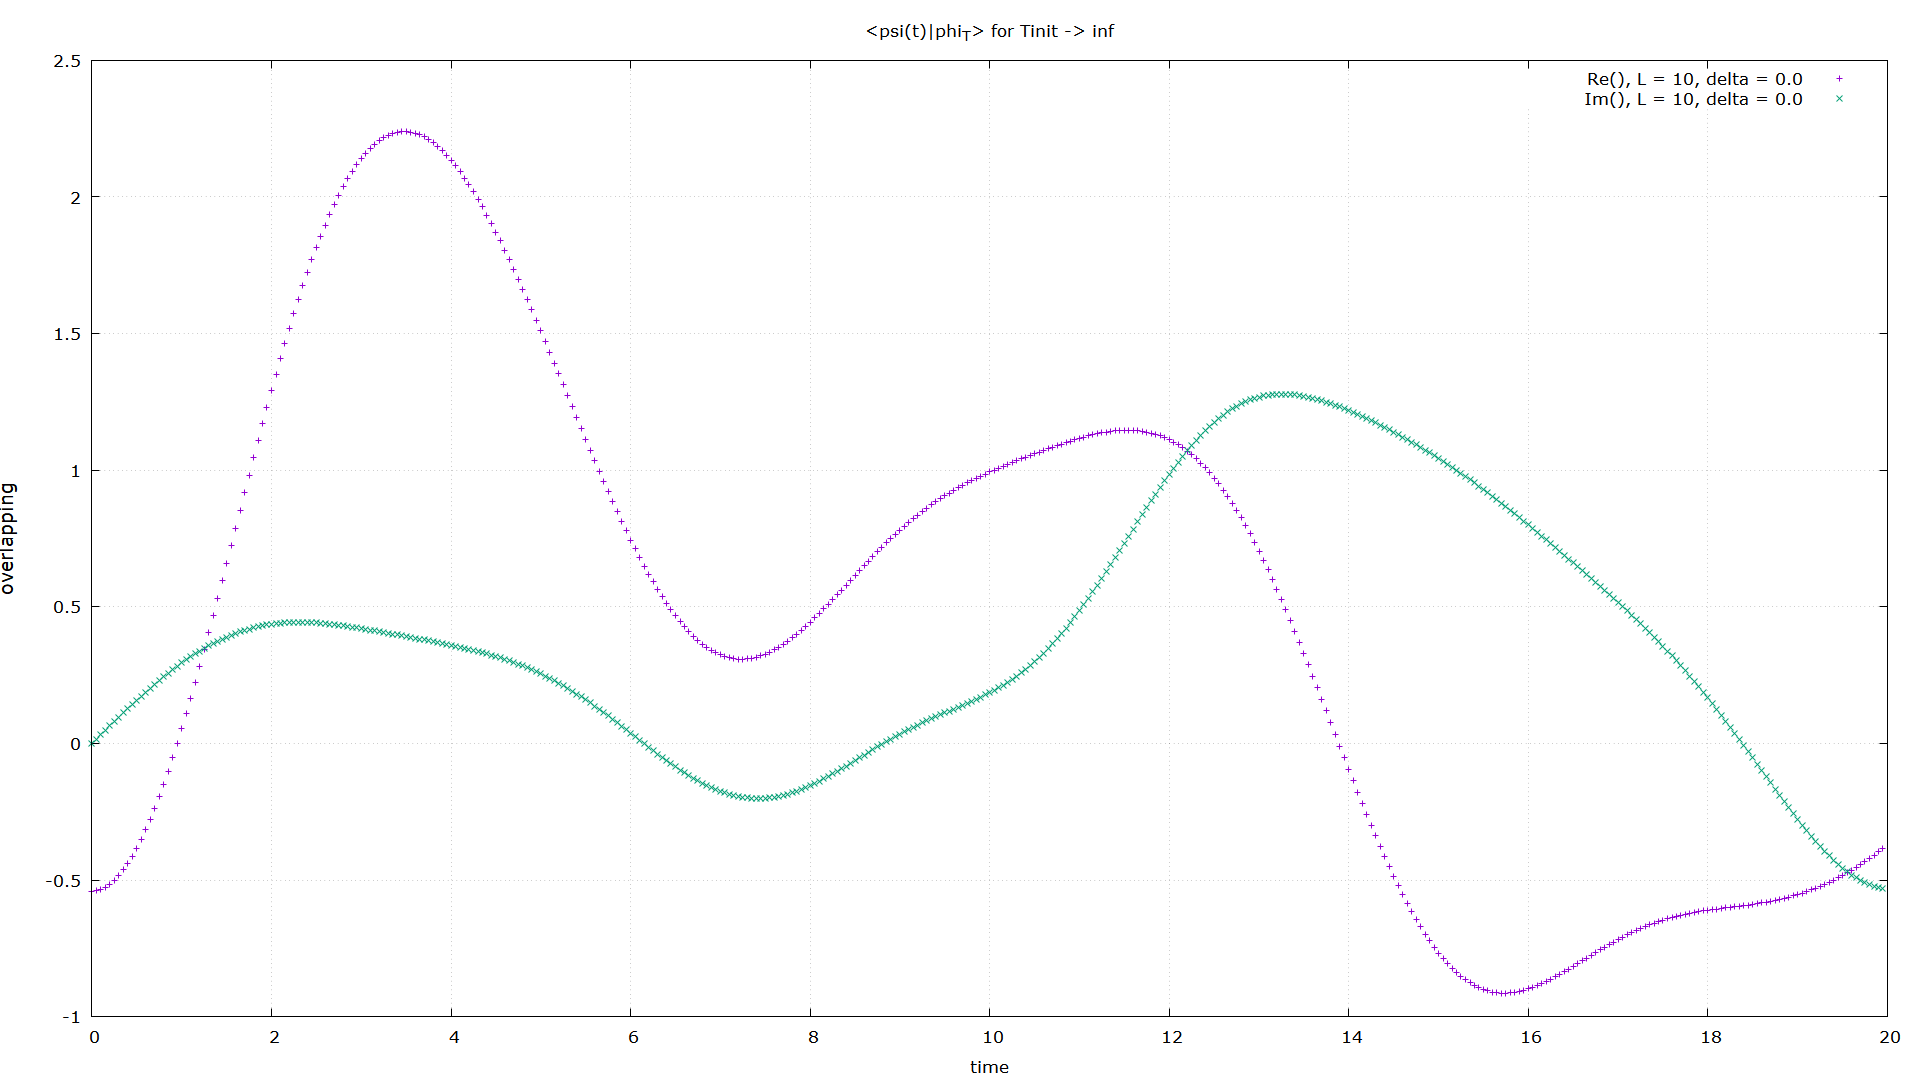 <psi(t)|phi_T> for Tinit -> inf
Re(), L = 10, delta = 0.0
Im(), L = 10, delta = 0.0
2.5
2
1.5
1
0.5
0
-0.5
-1
overlapping
0 2 4 6 8 10 12 14 16 18 20
time